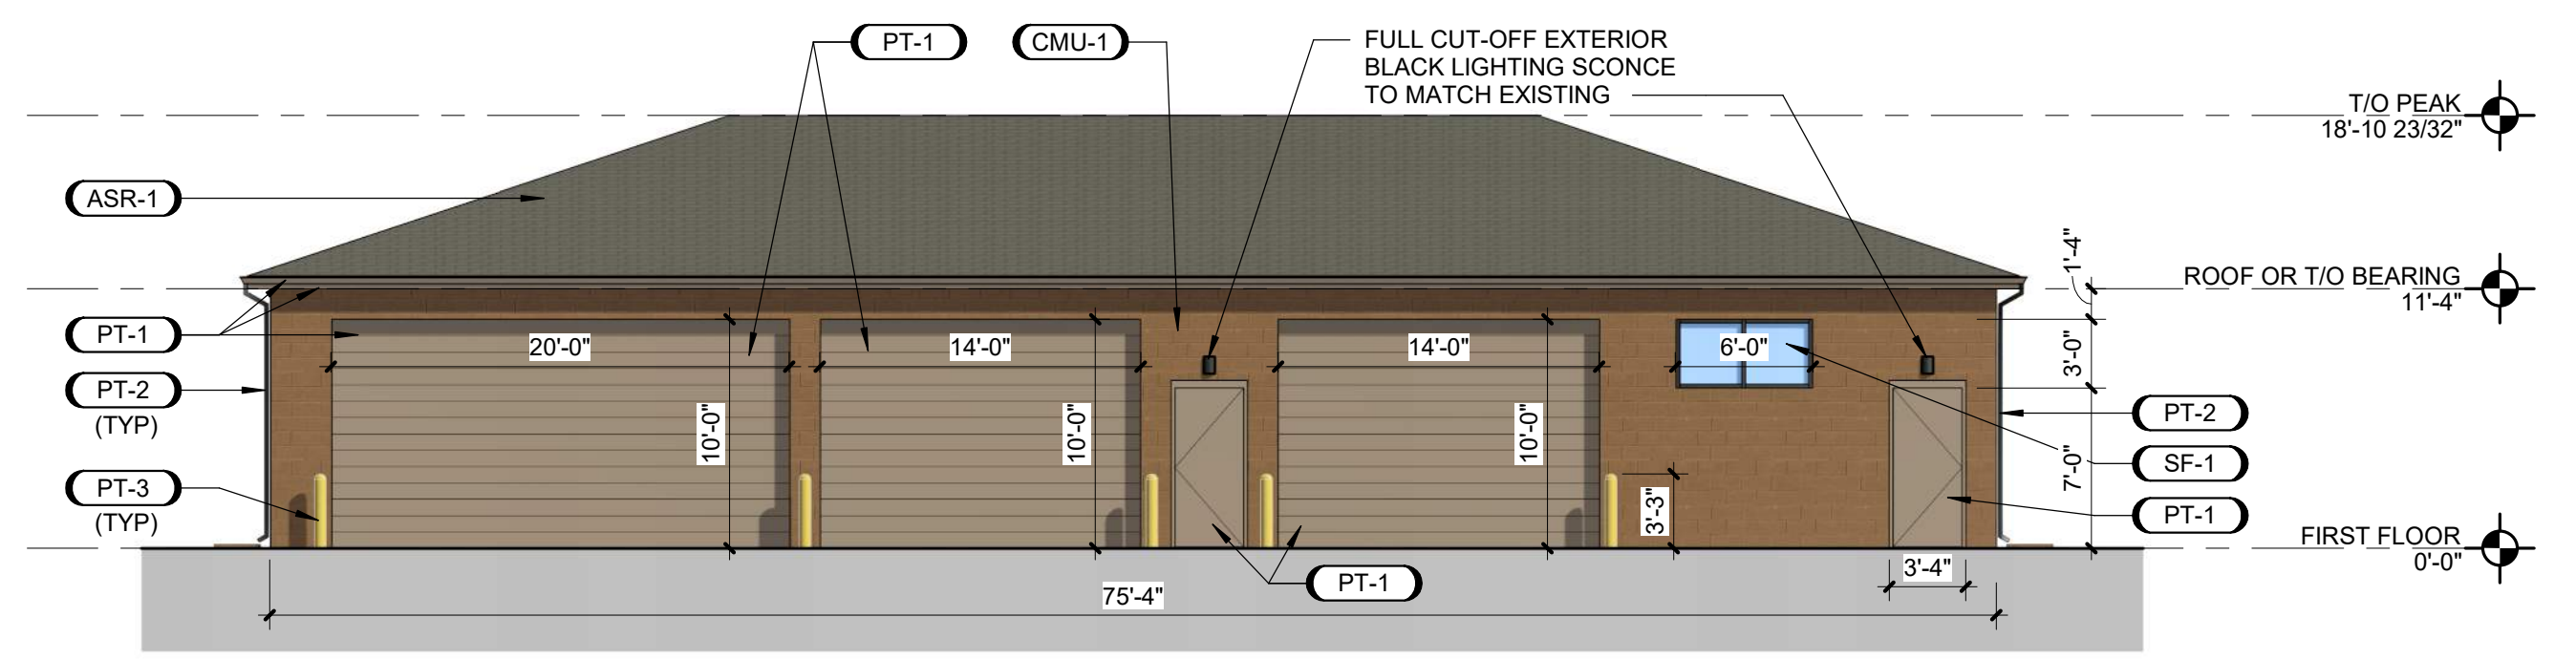 PT-1
CMU-1
FULL CUT-OFF EXTERIOR
BLACK LIGHTING SCONCE
TO MATCH EXISTING
T/O PEAK
18'-10 23/32"
ASR-1
1'-4"
ROOF OR T/O BEARING
11'-4"
PT-1
20'-0"
14'-0"
14'-0"
6'-0"
3'-0"
PT-2
(TYP)
10'-0"
10'-0"
10'-0"
PT-2
SF-1
7'-0"
PT-3
(TYP)
3'-3"
PT-1
FIRST FLOOR
0'-0"
3'-4"
PT-1
75'-4"